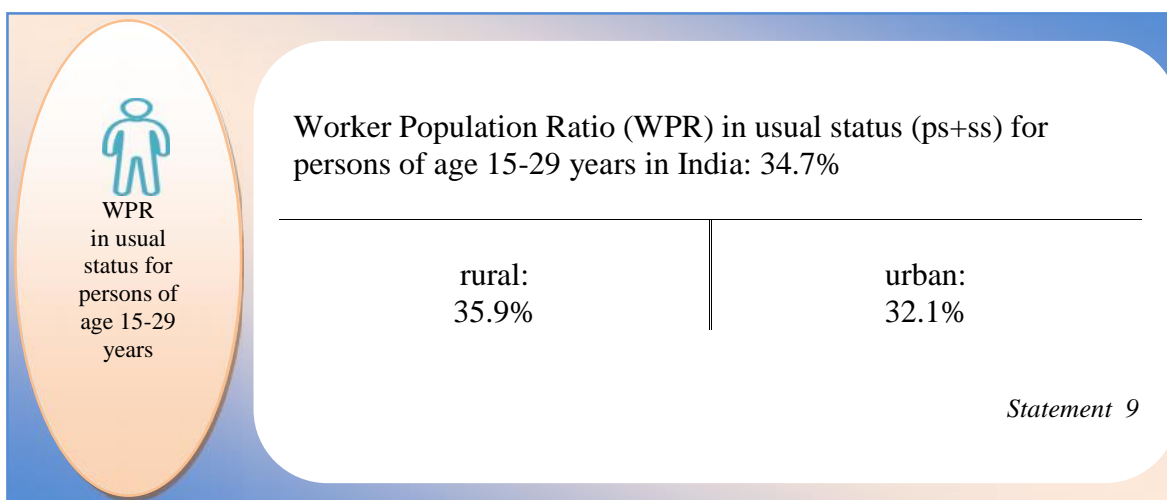 WPR
in usual
status for
persons of
age 15-29
years
Worker Population Ratio (WPR) in usual status (ps+ss) for
persons of age 15-29 years in India: 34.7%
rural:
35.9%
urban:
32.1%
Statement 9